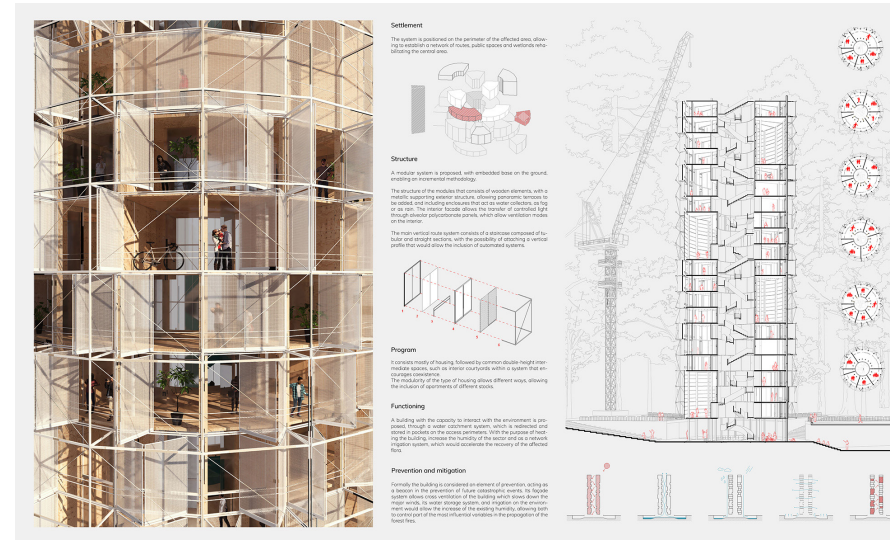 Settlement
The system is positioned on the perimeter of the affected area, allow-
ing to establish a network of routes, public spaces and wetlands reha-
bilitating the central area.
Structure
A modular system is proposed, with embedded base on the ground,
enabling an incremental methodology.
The structure of the modules that consists of wooden elements, with a
metallic supporting exterior structure, allowing panoramic terraces to
be added, and including enclosures that act as water collectors, as fog
or as rain. The interior facade allows the transfer of controlled light
through alveolar polycarbonate panels, which allow ventilation modes
on the interior.
The main vertical route system consists of a staircase composed of tu-
bular and straight sections, with the possibility of attaching a vertical
profile that would allow the inclusion of automated systems.
Program
It consists mostly of housing, followed by common double-height inter-
mediate spaces, such as interior courtyards within a system that en-
courages coexistence.
The modularity of the type of housing allows different ways, allowing
the inclusion of apartments of different stocks.
Functioning
A building with the capacity to interact with the environment is pro-
posed, through a water catchment system, which is redirected and
stored in pockets on the access perimeters. With the purpose of heat-
ing the building, increase the humidity of the sector and as a network
irrigation system, which would accelerate the recovery of the affected
flora.
Prevention and mitigation
Formally the building is considered an element of prevention, acting as
a beacon in the prevention of future catastrophic events. Its façade
system allows cross ventilation of the building which slows down the
major winds, its water storage system, and irrigation on the environ-
ment would allow the increase of the existing humidity, allowing both
to control part of the most influential variables in the propagation of the
forest fires.